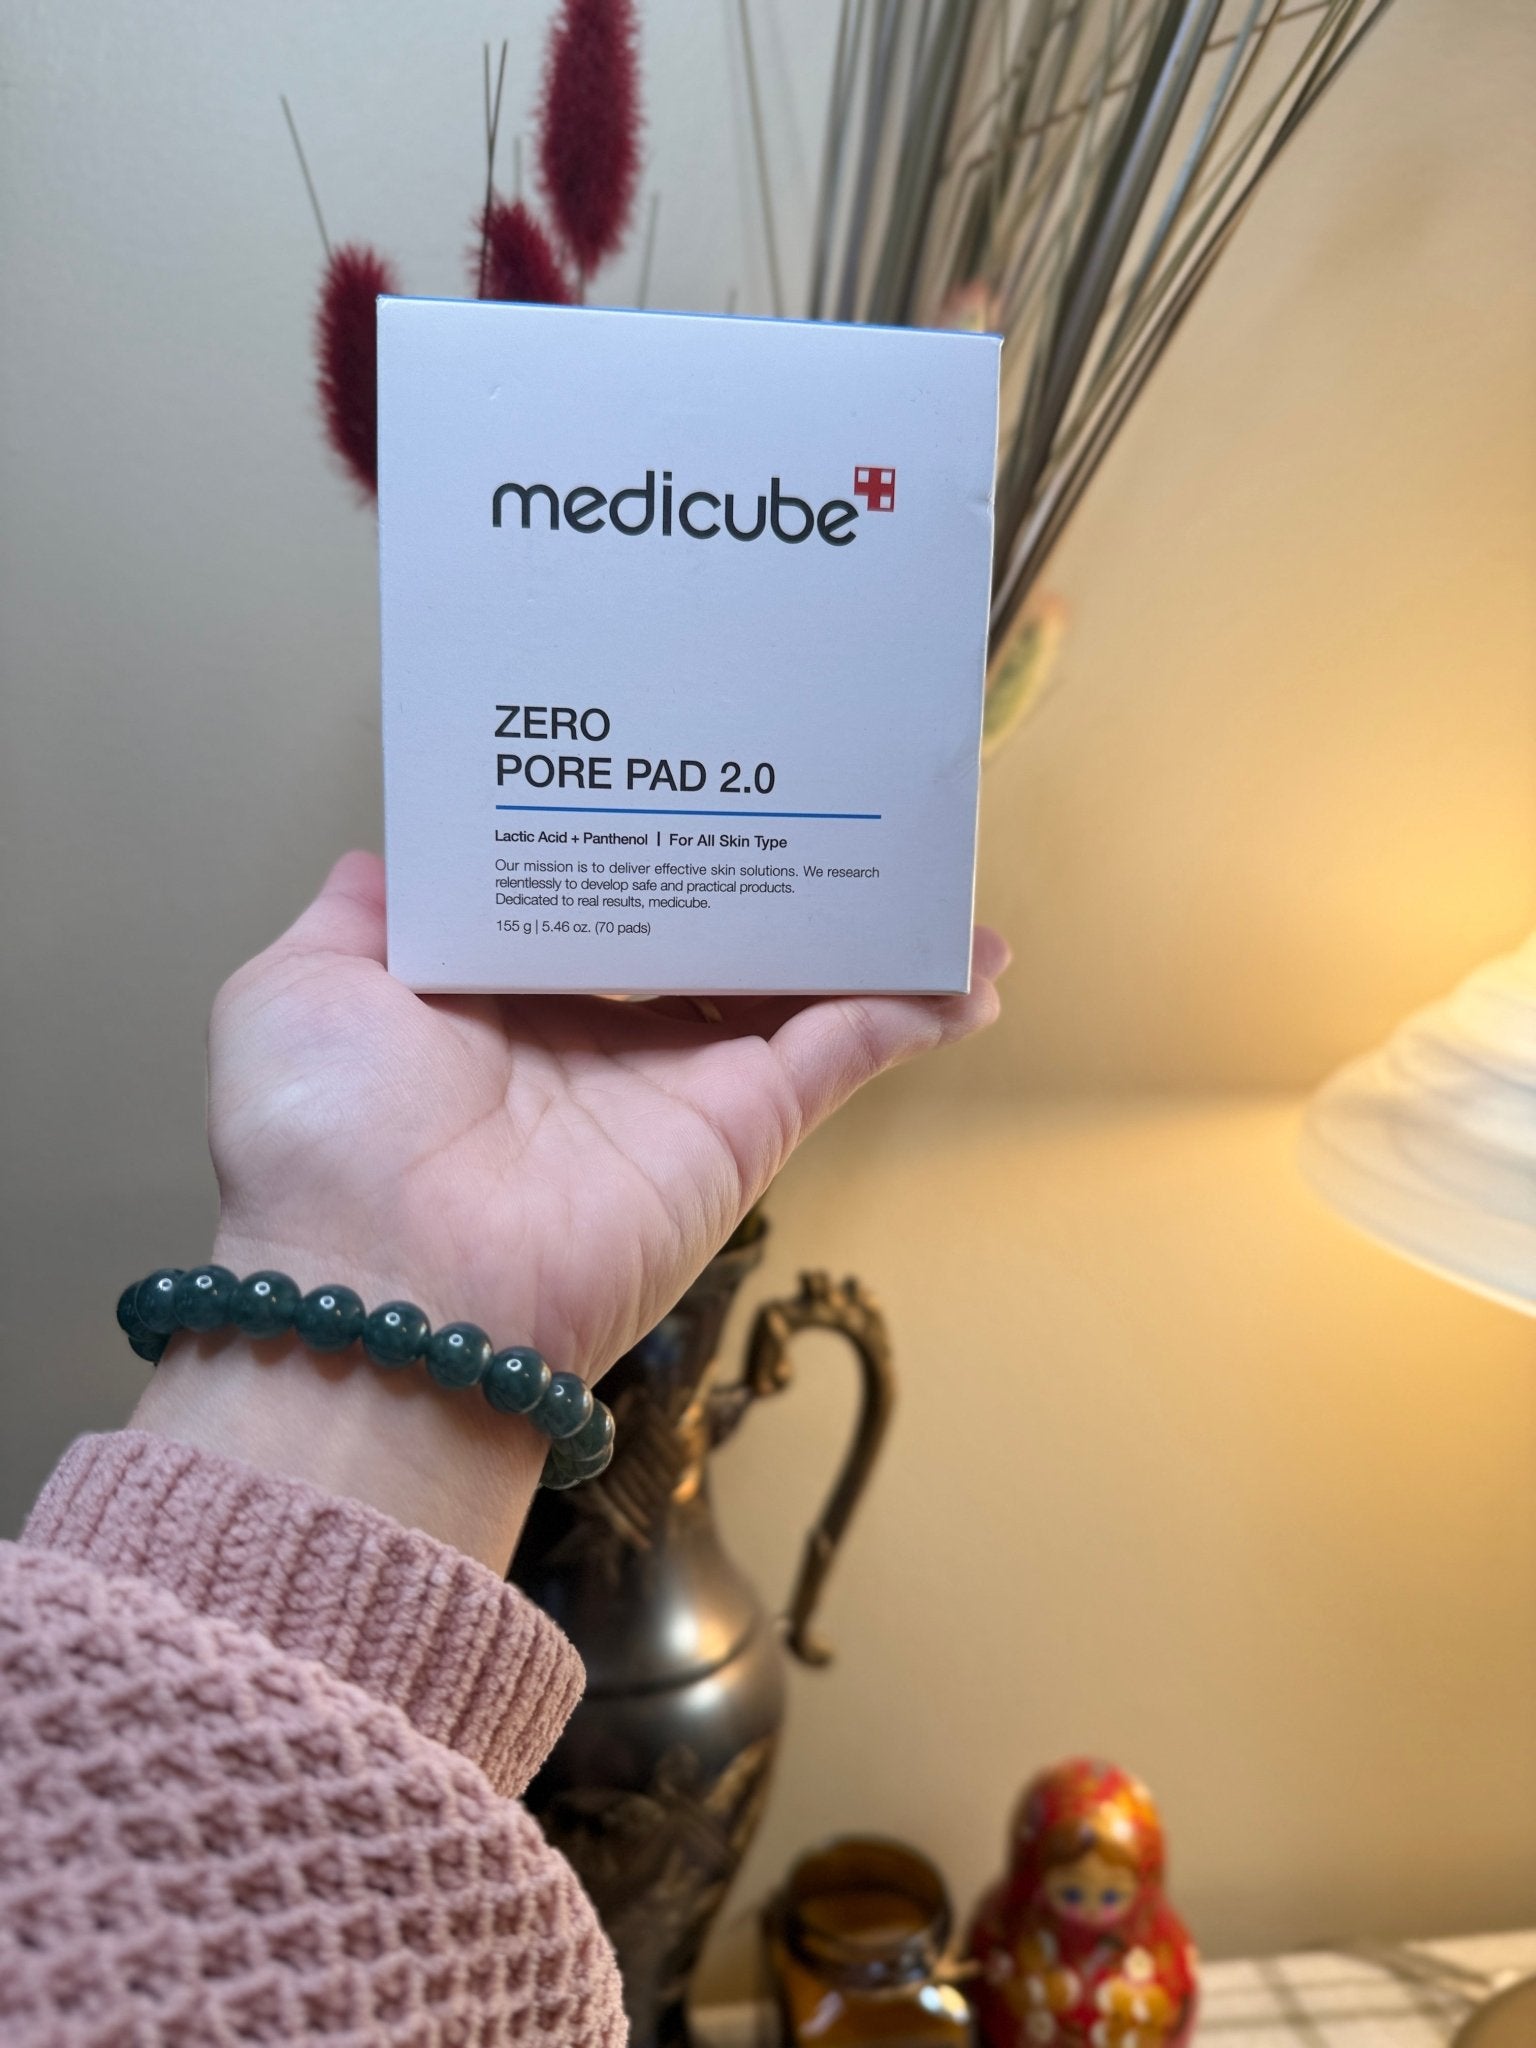 medicube
ZERO
PORE PAD 2.0
Lactic Acid + Panthenol | For All Skin Type
Our mission is to deliver effective skin solutions. We research
relentlessly to develop safe and practical products.
Dedicated to real results, medicube.
155 g | 5.46 oz. (70 pads)